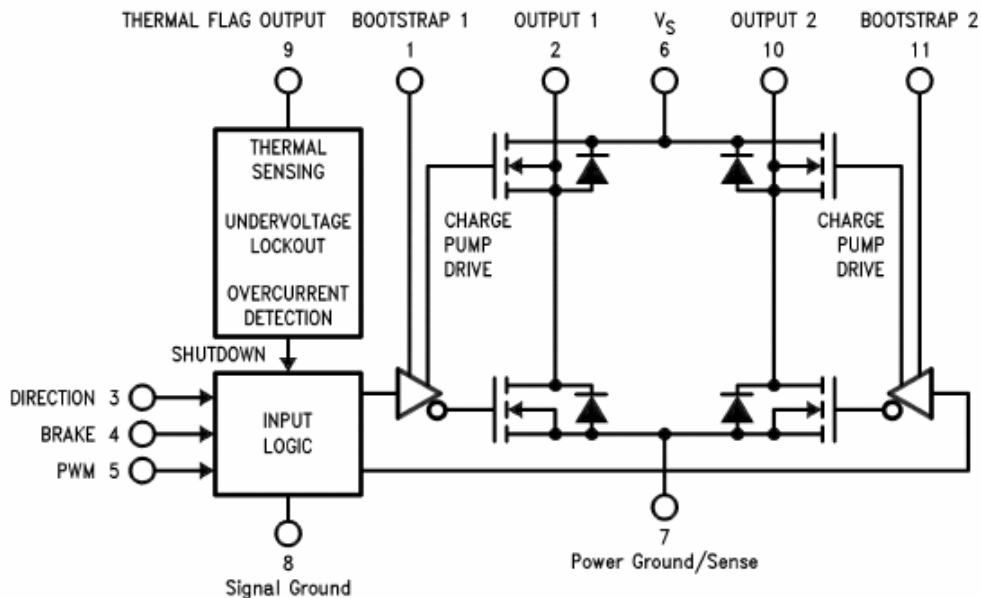 THERMAL FLAG OUTPUT
9
BOOTSTRAP 1
1
OUTPUT 1
2
VS
6
OUTPUT 2
10
BOOTSTRAP 2
11
THERMAL
SENSING
UNDERVOLTAGE
LOCKOUT
OVERCURRENT
DETECTION
CHARGE
PUMP
DRIVE
CHARGE
PUMP
DRIVE
SHUTDOWN
DIRECTION 3
BRAKE 4
PWM 5
INPUT
LOGIC
8
Signal Ground
7
Power Ground/Sense